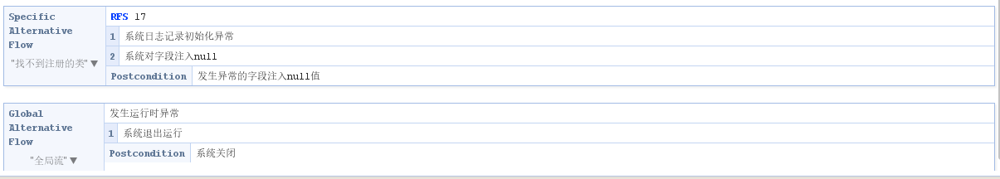 Specific Alternative Flow
"找不到注册的类" ▼
RFS 17
1 系统日志记录初始化异常
2 系统对字段注入null
Postcondition 发生异常的字段注入null值
Global Alternative Flow
"全局流" ▼
发生运行时异常
1 系统退出运行
Postcondition 系统关闭